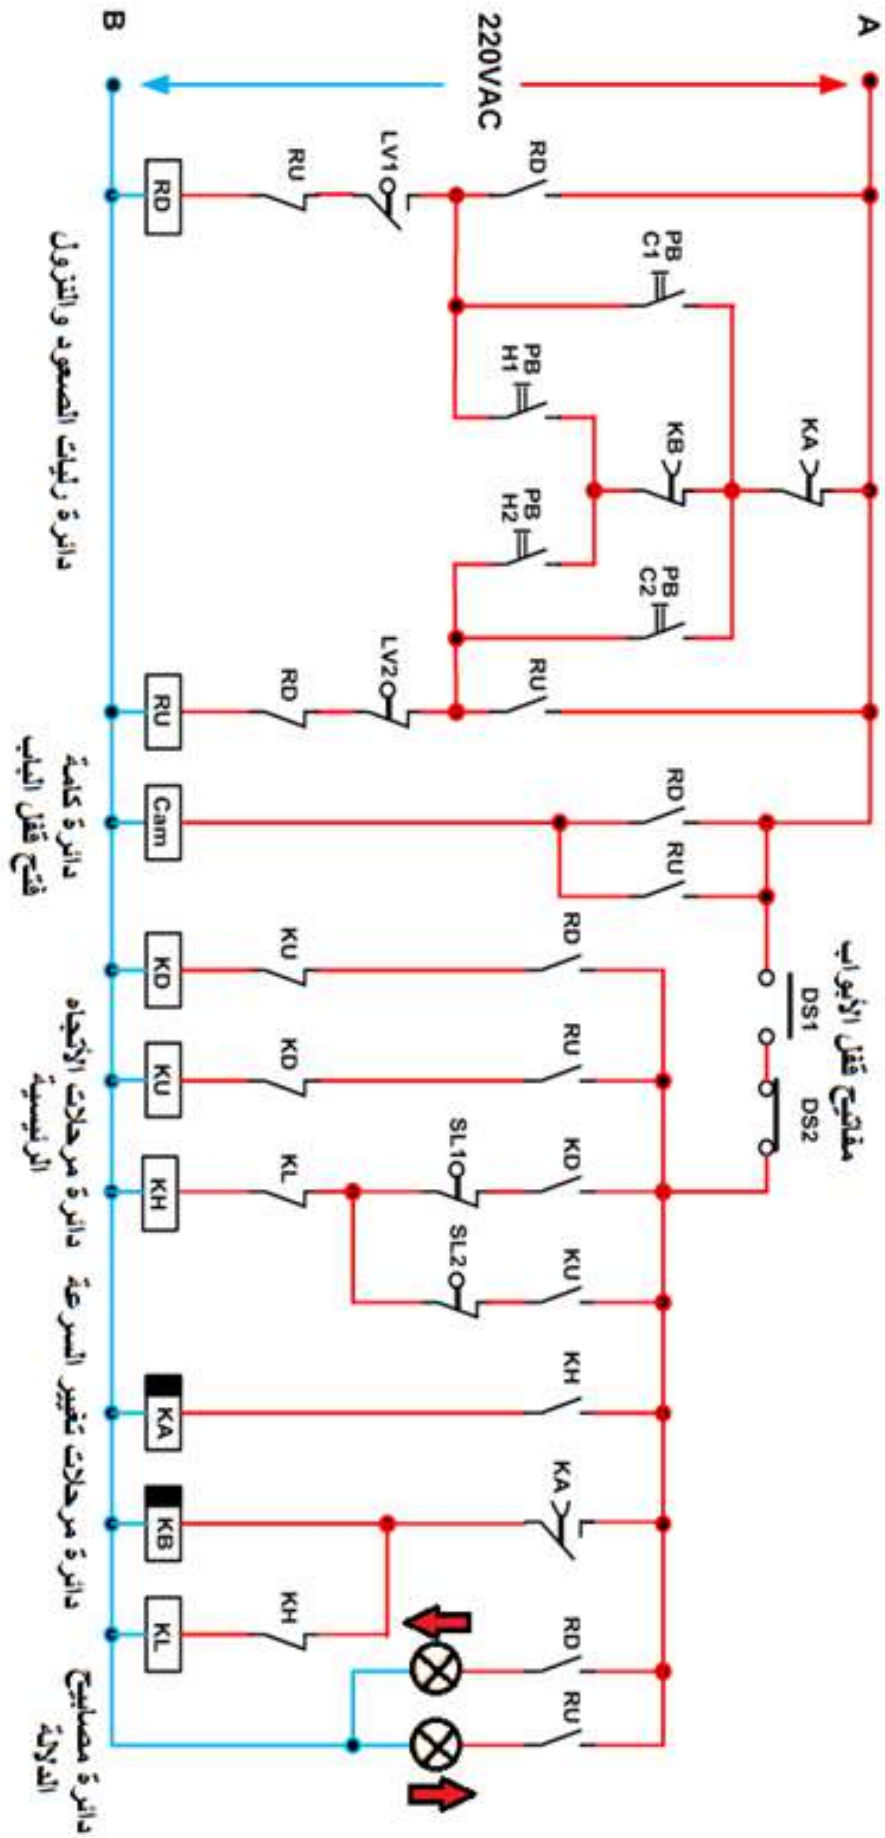 A
220VAC
B
RD
LV1
RU
RD
PB
C1
PB
H1
KA
KB
PB
H2
PB
C2
RU
LV2
RD
RU
دائرة رليات الصعود والنزول
RD
RU
Cam
دائرة كامة
فتح قفل الباب
مفاتيح قفل الأبواب
DS1
DS2
RD
KU
KD
RU
KD
KU
دائرة مرحلات الأتجاه
الرئيسية
KD
SL1
KL
KH
KU
SL2
KH
KA
KA
KB
KH
KL
دائرة مرحلات تغيير السرعة
RD
RU
دائرة مصابيح
الدلالة